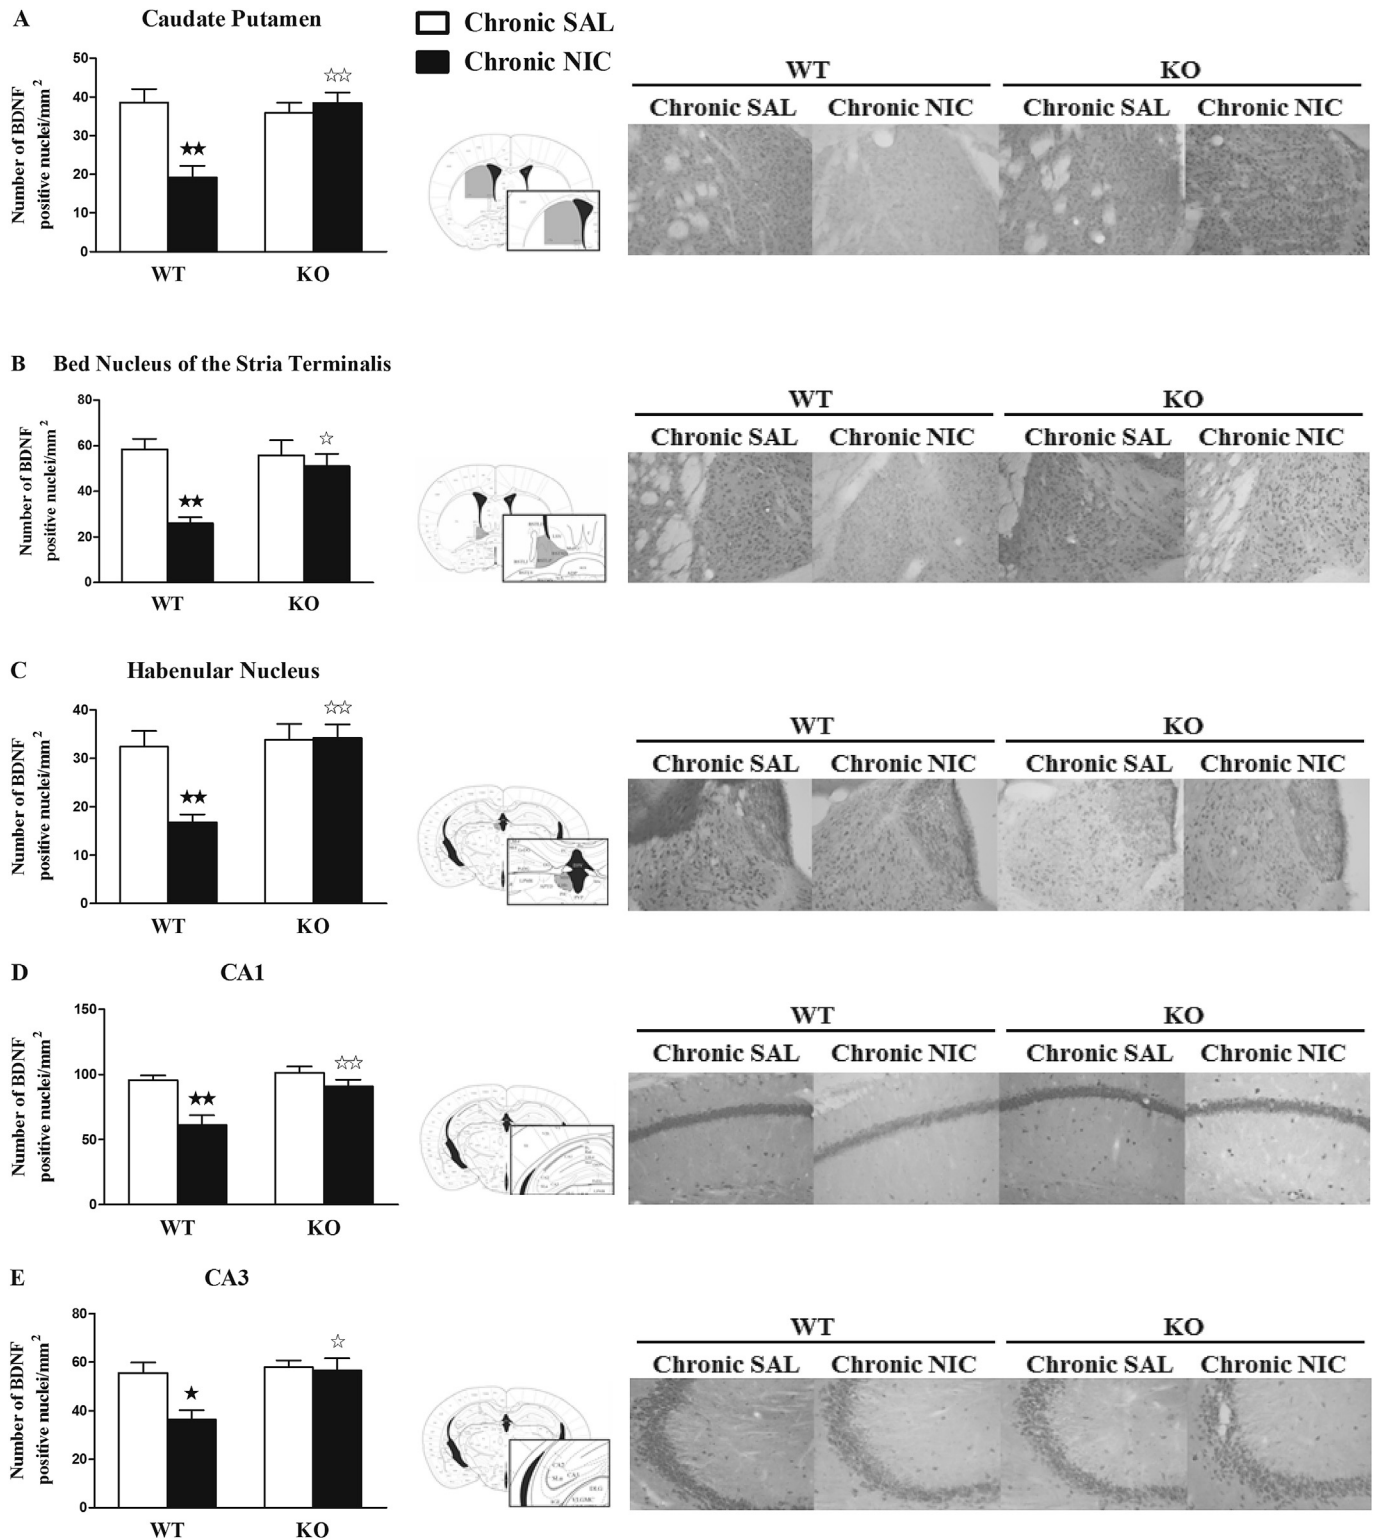 A Caudate Putamen
Chronic SAL
Chronic NIC
Number of BDNF
positive nuclei/mm2
50
40
30
20
10
0
★★
☆☆
WT KO
WT KO
Chronic SAL Chronic NIC Chronic SAL Chronic NIC
B Bed Nucleus of the Stria Terminalis
Number of BDNF
positive nuclei/mm2
80
60
40
20
0
★★
☆
WT KO
WT KO
Chronic SAL Chronic NIC Chronic SAL Chronic NIC
C Habenular Nucleus
Number of BDNF
positive nuclei/mm2
40
30
20
10
0
★★
☆☆
WT KO
WT KO
Chronic SAL Chronic NIC Chronic SAL Chronic NIC
D CA1
Number of BDNF
positive nuclei/mm2
150
100
50
0
★★
☆☆
WT KO
WT KO
Chronic SAL Chronic NIC Chronic SAL Chronic NIC
E CA3
Number of BDNF
positive nuclei/mm2
80
60
40
20
0
★
☆
WT KO
CA2
CA3
WT KO
Chronic SAL Chronic NIC Chronic SAL Chronic NIC